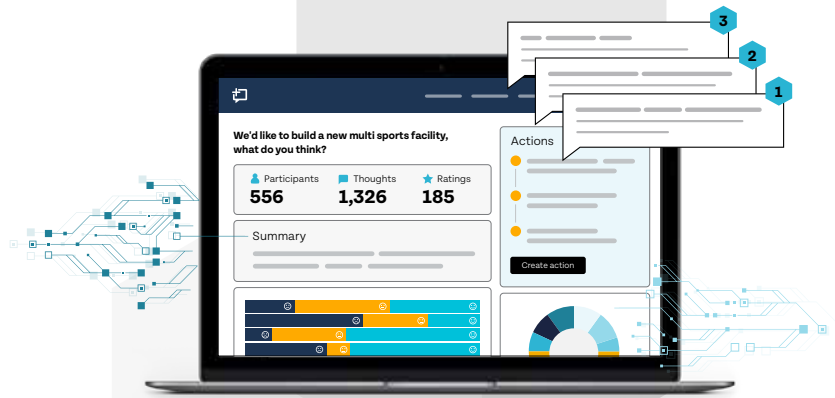 3
2
1
We'd like to build a new multi sports facility,
what do you think?
Participants Thoughts Ratings
556 1,326 185
Summary
Actions
Create action